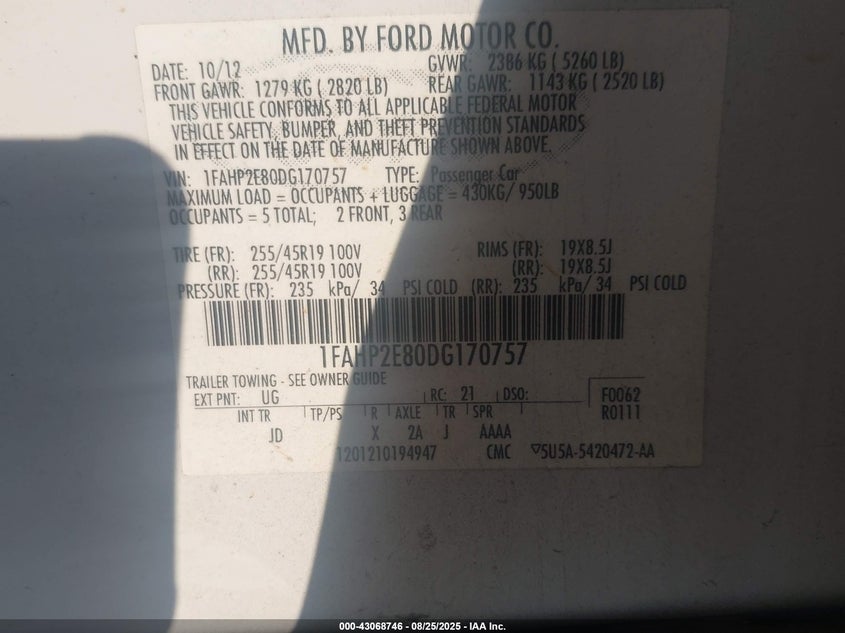 MFD. BY FORD MOTOR CO.
DATE: 10/12 GVWR: 2386 KG ( 5260 LB)
FRONT GAWR: 1279 KG ( 2820 LB) REAR GAWR: 1143 KG ( 2520 LB)
THIS VEHICLE CONFORMS TO ALL APPLICABLE FEDERAL MOTOR
VEHICLE SAFETY, BUMPER, AND THEFT PREVENTION STANDARDS
IN EFFECT ON THE DATE OF MANUFACTURE SHOWN ABOVE.
VIN: 1FAHP2E80DG170757 TYPE: Passenger Car
MAXIMUM LOAD = OCCUPANTS + LUGGAGE = 430KG/ 950LB
OCCUPANTS = 5 TOTAL; 2 FRONT, 3 REAR
TIRE (FR): 255/45R19 100V RIMS (FR): 19X8.5J
(RR): 255/45R19 100V (RR): 19X8.5J
PRESSURE (FR): 235 kPa/ 34 PSI COLD (RR): 235 kPa/ 34 PSI COLD
1FAHP2E80DG170757
TRAILER TOWING - SEE OWNER GUIDE
EXT PNT: UG RC: 21 DSO: F0062
INT TR TP/PS R AXLE TR SPR R0111
JD X 2A J AAAA
1201210194947 CMC ▽5U5A-5420472-AA
000-43068746 - 08/25/2025 - IAA Inc.